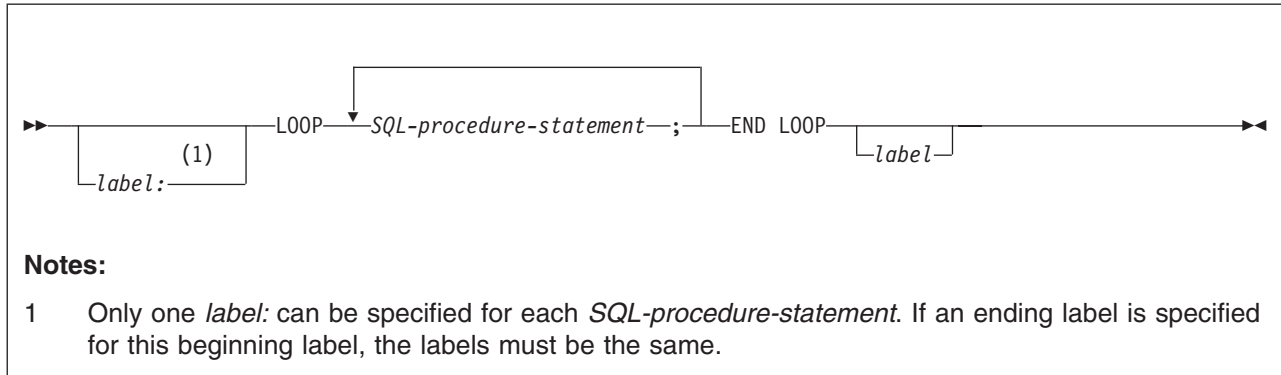 LOOP SQL-procedure-statement ; END LOOP
(1) label
label:
Notes:
1 Only one label: can be specified for each SQL-procedure-statement. If an ending label is specified
for this beginning label, the labels must be the same.